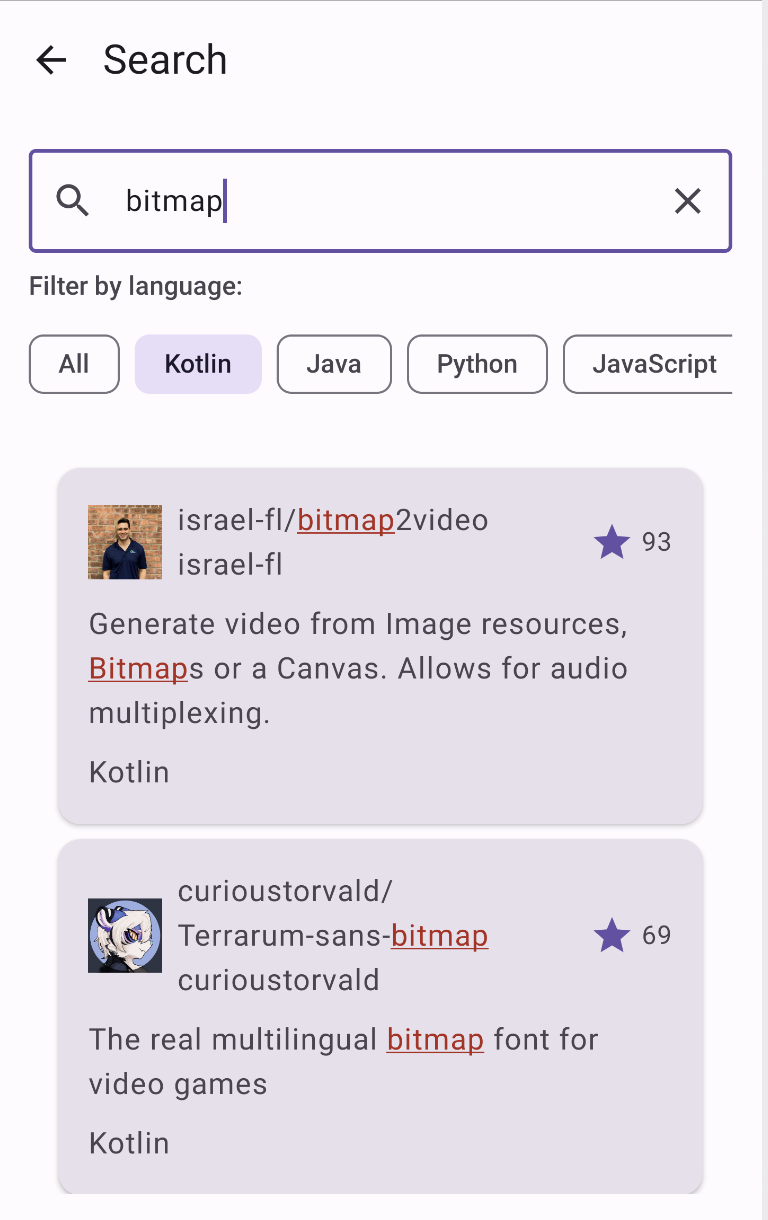 Search
bitmap
Filter by language:
All Kotlin Java Python JavaScript
israel-fl/bitmap2video
israel-fl
93
Generate video from Image resources,
Bitmaps or a Canvas. Allows for audio
multiplexing.
Kotlin
curioustorvald/
Terrarum-sans-bitmap
curioustorvald
69
The real multilingual bitmap font for
video games
Kotlin